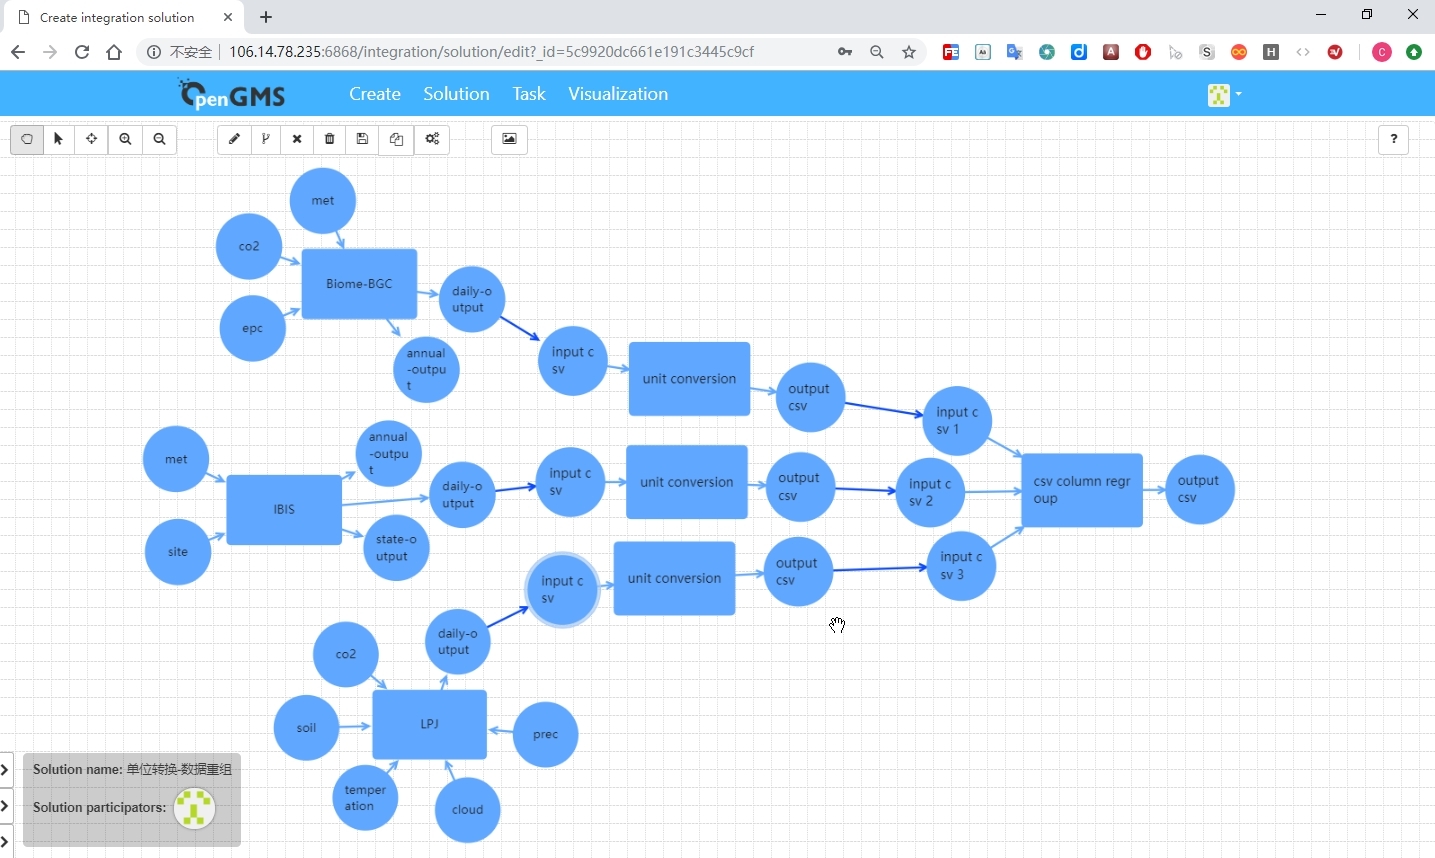 Create integration solution
不安全
106.14.78.235:6868/integration/solution/edit?_id=5c9920dc661e191c3445c9cf
OpenGMS
Create
Solution
Task
Visualization
?
met
co2
Biome-BGC
epc
daily-o
utput
annual
-outpu
t
input c
sv
unit conversion
output
csv
input c
sv 1
met
annual
-outpu
t
IBIS
daily-o
utput
site
state-o
utput
input c
sv
unit conversion
output
csv
input c
sv 2
csv column regr
oup
output
csv
input c
sv
unit conversion
output
csv
input c
sv 3
daily-o
utput
co2
soil
LPJ
prec
temper
ation
cloud
Solution name: 单位转换-数据重组
Solution participators: